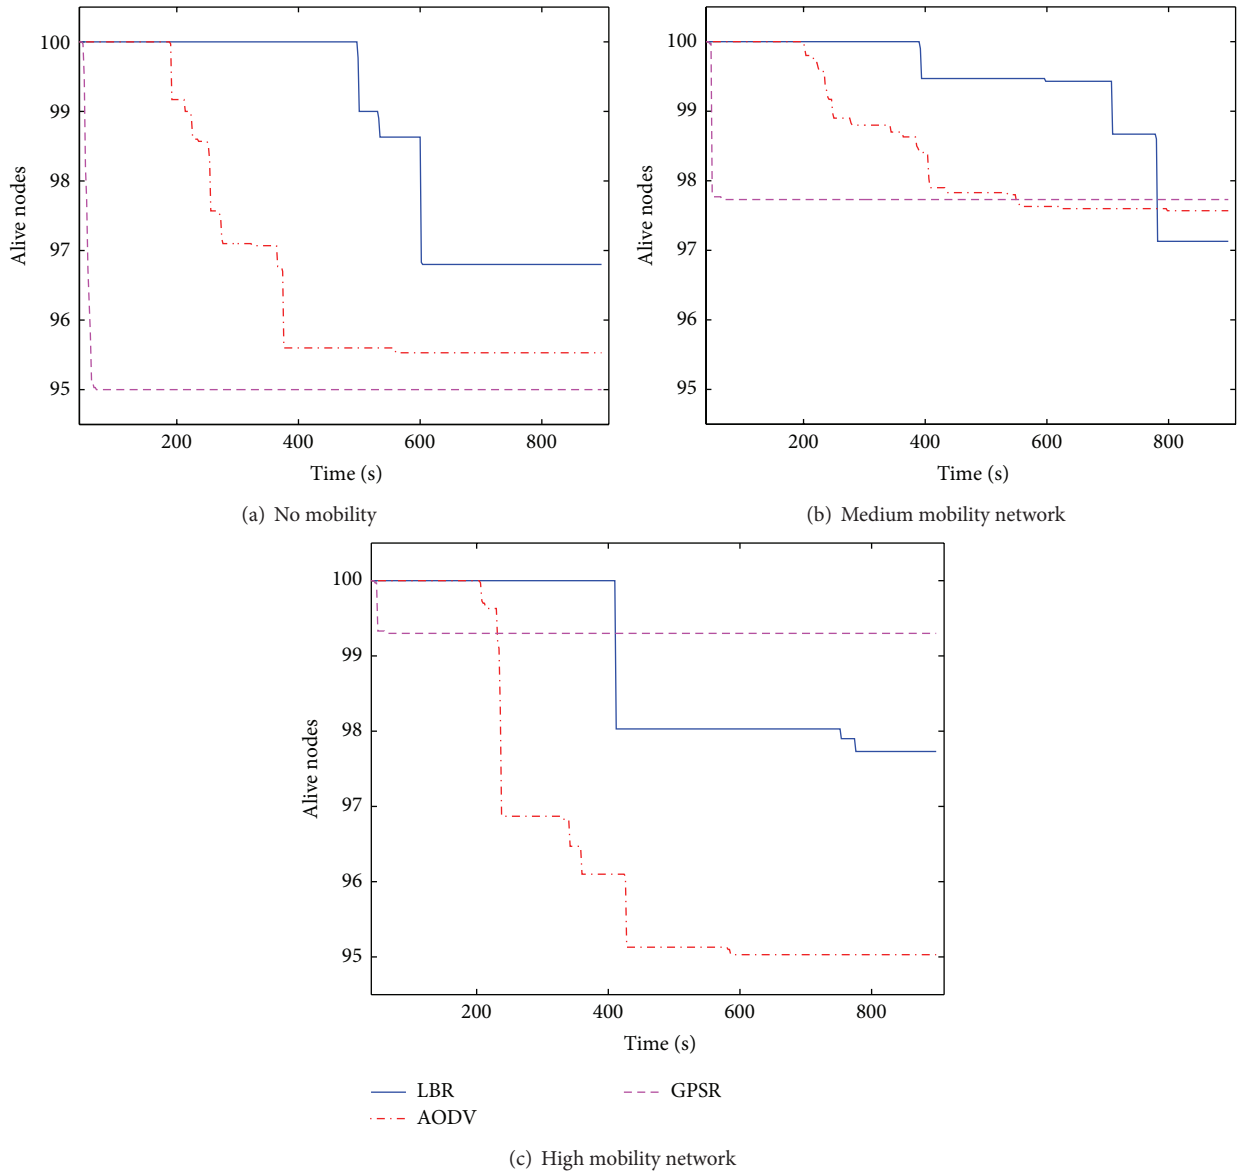 100
99
98
97
96
95
Alive nodes
200 400 600 800
Time (s)
(a) No mobility
100
99
98
97
96
95
Alive nodes
200 400 600 800
Time (s)
(b) Medium mobility network
100
99
98
97
96
95
Alive nodes
200 400 600 800
Time (s)
LBR
AODV
GPSR
(c) High mobility network